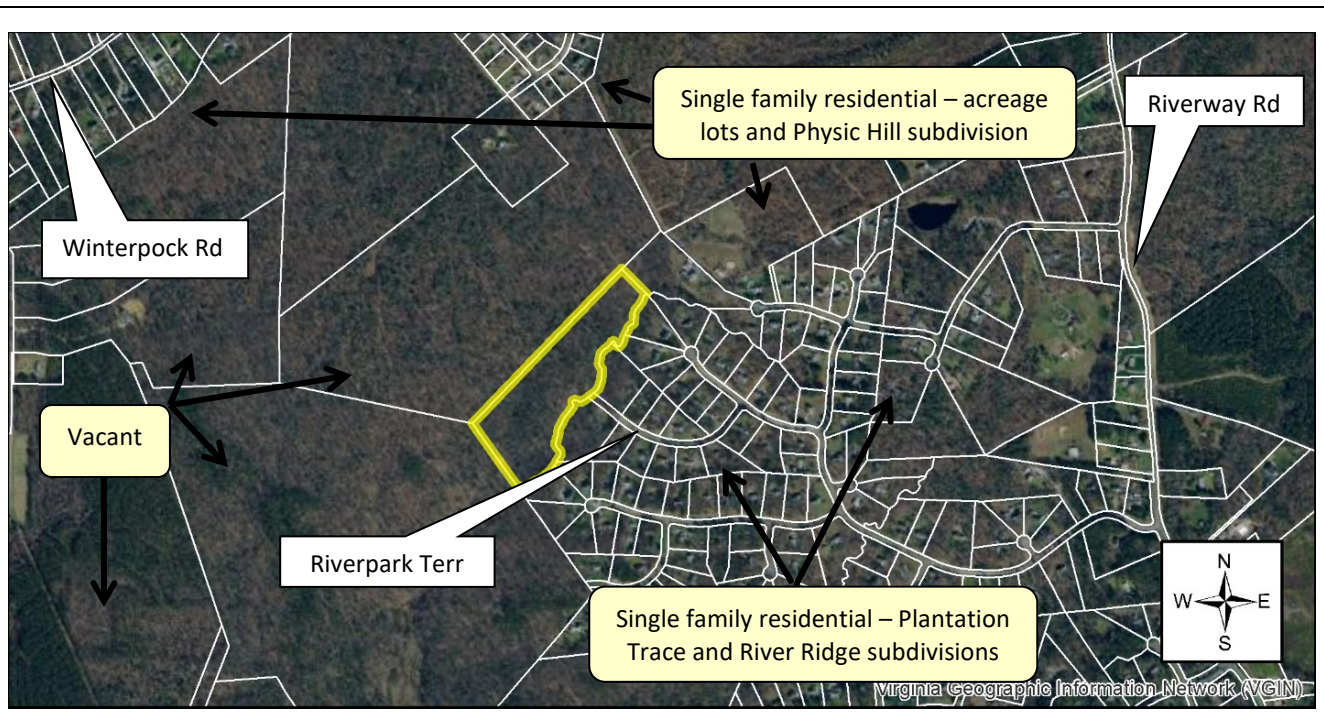 Single family residential – acreage
lots and Physic Hill subdivision
Riverway Rd
Winterpock Rd
Vacant
Riverpark Terr
Single family residential – Plantation
Trace and River Ridge subdivisions
N
W
E
S
Virginia Geographic Information Network (VGIN)